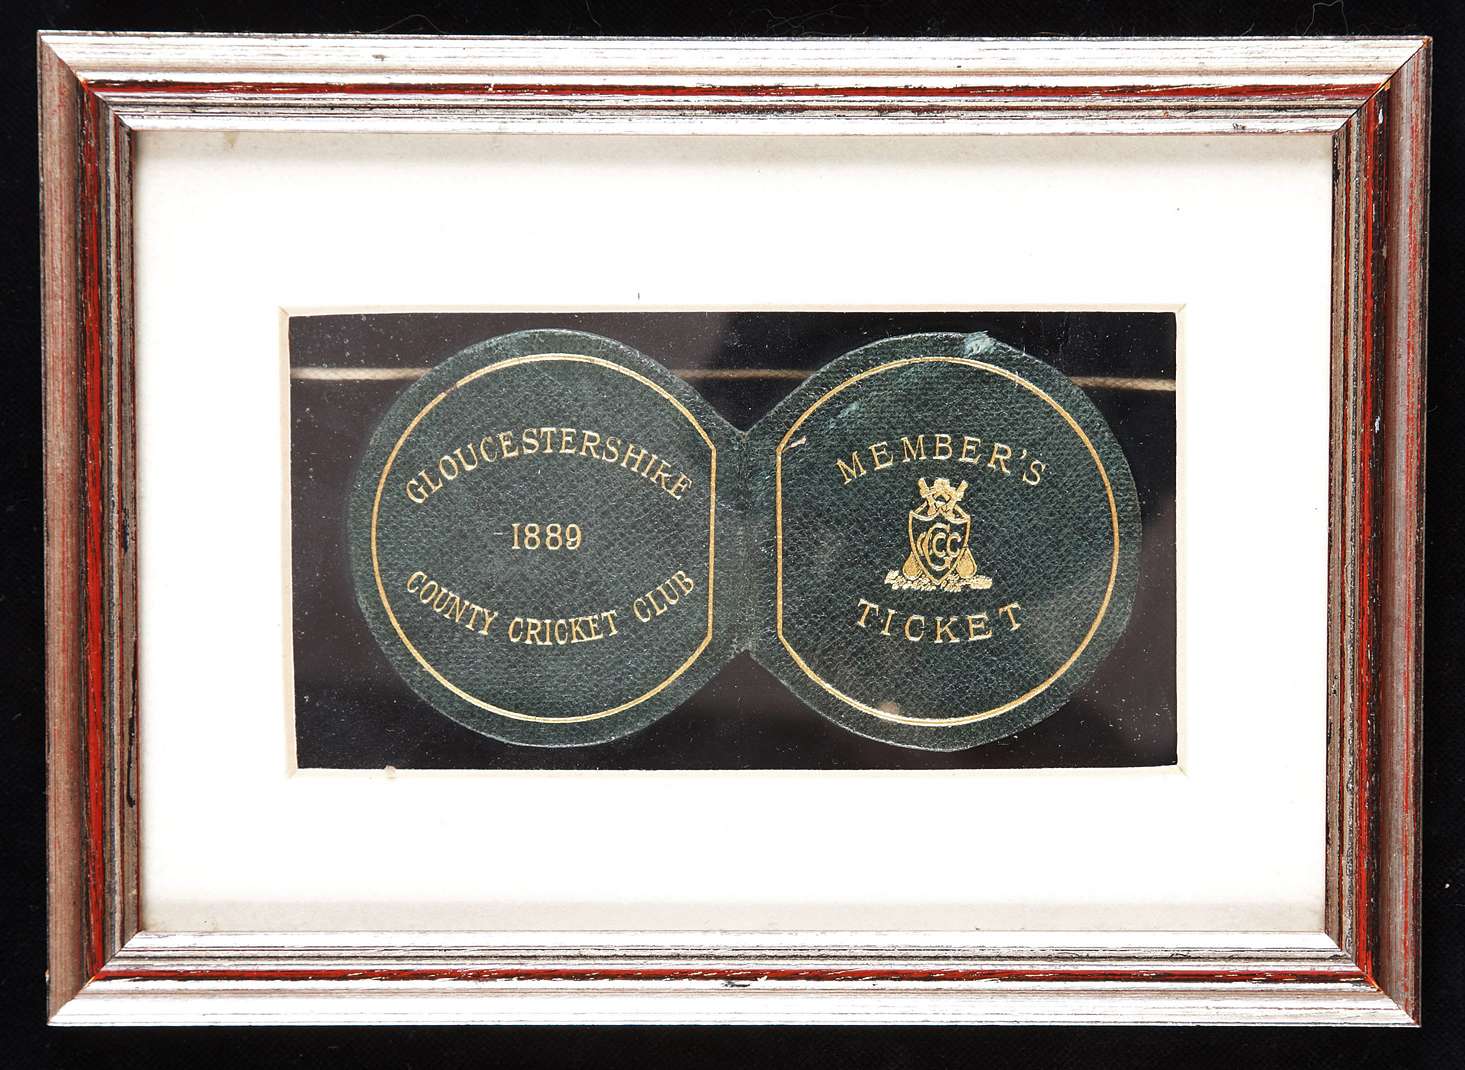 GLOUCESTERSHIRE
1889
COUNTY CRICKET CLUB
MEMBER'S
GCCC
TICKET